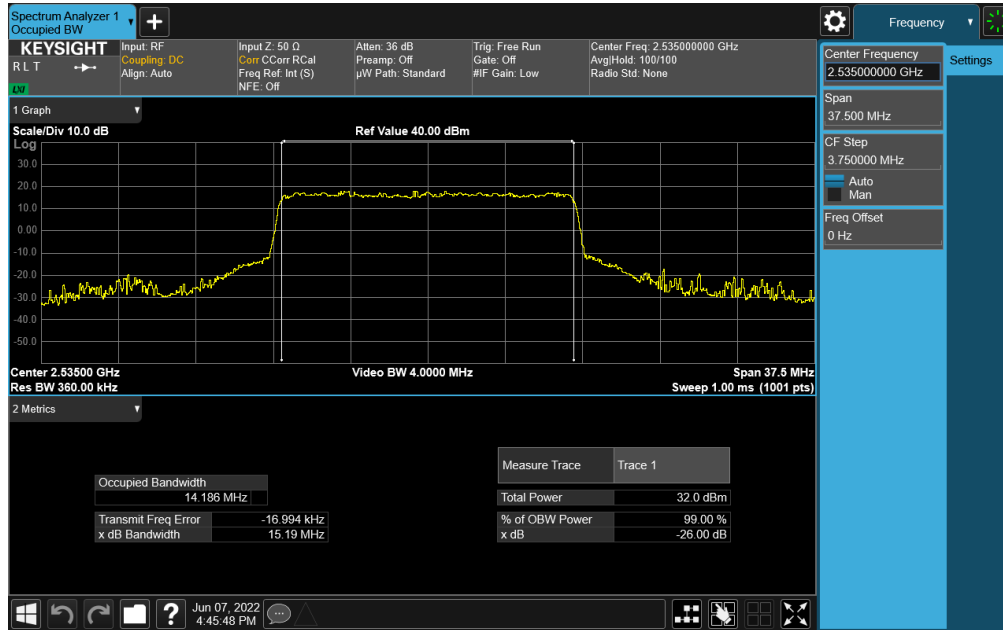 Spectrum Analyzer 1
Occupied BW
Frequency
KEYSIGHT
R L T
LXI
Input: RF
Coupling: DC
Align: Auto
Input Z: 50 Ω
Corr CCorr RCal
Freq Ref: Int (S)
NFE: Off
Atten: 36 dB
Preamp: Off
µW Path: Standard
Trig: Free Run
Gate: Off
#IF Gain: Low
Center Freq: 2.535000000 GHz
Avg|Hold: 100/100
Radio Std: None
Center Frequency
2.535000000 GHz
Settings
Span
37.500 MHz
CF Step
3.750000 MHz
Auto
Man
Freq Offset
0 Hz
1 Graph
Scale/Div 10.0 dB
Ref Value 40.00 dBm
Log
30.0
20.0
10.0
0.00
-10.0
-20.0
-30.0
-40.0
-50.0
Center 2.53500 GHz
Video BW 4.0000 MHz
Span 37.5 MHz
Res BW 360.00 kHz
Sweep 1.00 ms (1001 pts)
2 Metrics
Occupied Bandwidth
14.186 MHz
Transmit Freq Error -16.994 kHz
x dB Bandwidth 15.19 MHz
Measure Trace Trace 1
Total Power 32.0 dBm
% of OBW Power 99.00 %
x dB -26.00 dB
Jun 07, 2022
4:45:48 PM